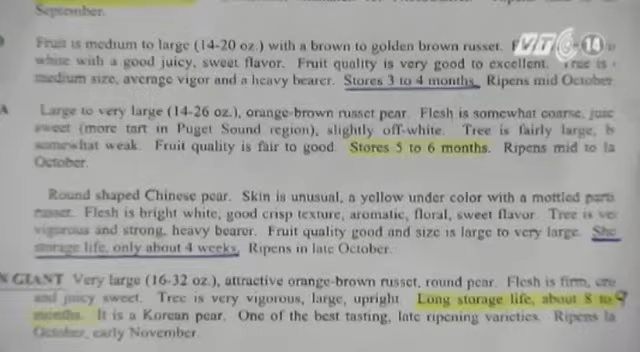 September.
VTC 14
Fruit is medium to large (14-20 oz.) with a brown to golden brown russet.
white with a good juicy, sweet flavor. Fruit quality is very good to excellent. Tree is
medium size, average vigor and a heavy bearer. Stores 3 to 4 months. Ripens mid October
A Large to very large (14-26 oz.), orange-brown russet pear. Flesh is somewhat coarse,
sweet (more tart in Puget Sound region), slightly off-white. Tree is fairly large,
somewhat weak. Fruit quality is fair to good. Stores 5 to 6 months. Ripens mid to la
October.
Round shaped Chinese pear. Skin is unusual, a yellow under color with a mottled
russet. Flesh is bright white, good crisp texture, aromatic, floral, sweet flavor Tree is
vigorous and strong, heavy bearer. Fruit quality good and size is large to very large.
storage life, only about 4 weeks. Ripens in late October.
N GIANT Very large (16-32 oz.), attractive orange-brown russet, round pear. Flesh is firm,
and juicy sweet. Tree is very vigorous, large, upright. Long storage life, about 8 to 9
months. It is a Korean pear. One of the best tasting, late ripening varieties. Ripens la
October, early November.